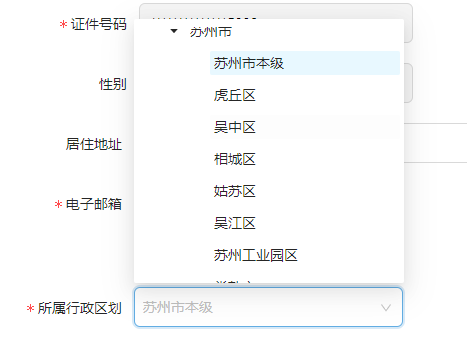 * 证件号码
苏州市
苏州市本级
性别
虎丘区
吴中区
居住地址
相城区
姑苏区
* 电子邮箱
吴江区
苏州工业园区
* 所属行政区划
苏州市本级